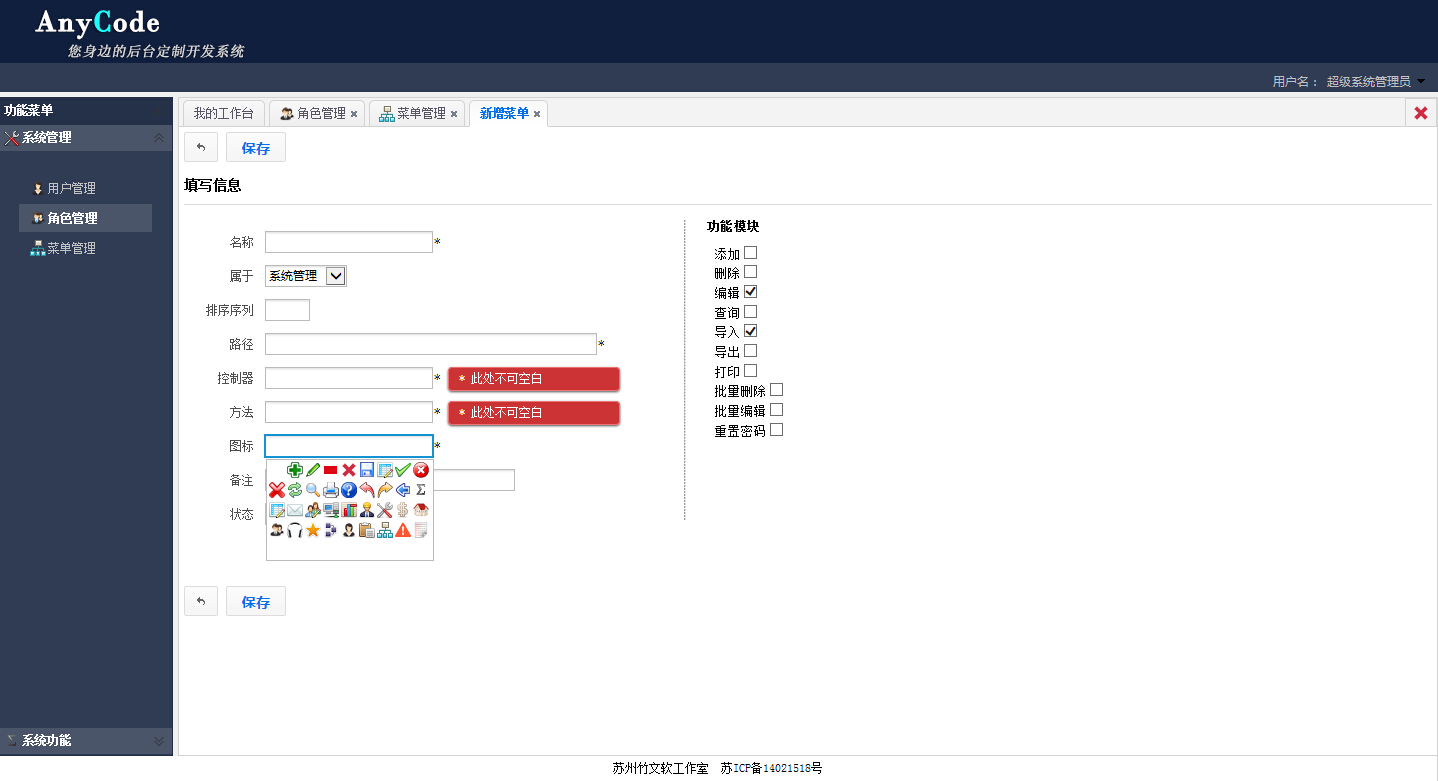 AnyCode
您身边的后台定制开发系统
用户名： 超级系统管理员
功能菜单
系统管理
用户管理
角色管理
菜单管理
系统功能
我的工作台 角色管理 菜单管理 新增菜单
保存
填写信息
名称 *
属于 系统管理
排序序列
路径 *
控制器 * * 此处不可空白
方法 * * 此处不可空白
图标 *
备注
状态
功能模块
添加
删除
编辑
查询
导入
导出
打印
批量删除
批量编辑
重置密码
保存
苏州竹文软工作室 苏ICP备14021518号